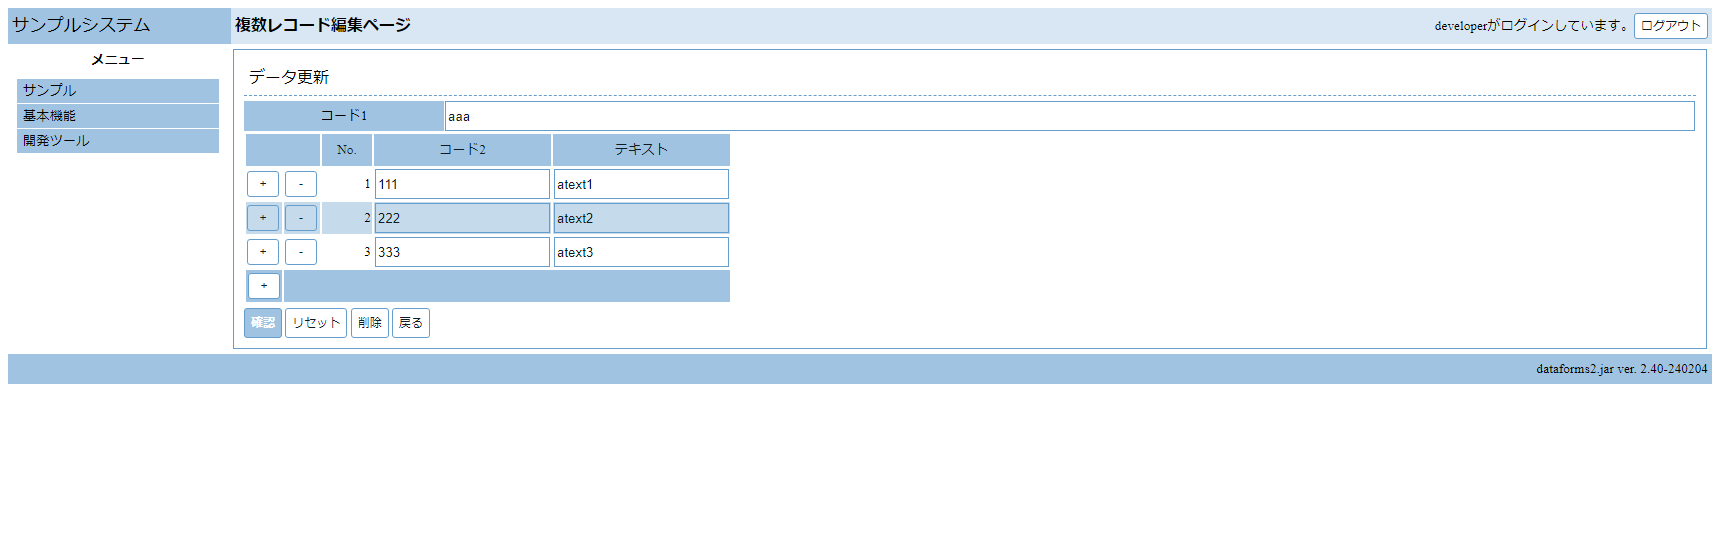 サンプルシステム 複数レコード編集ページ developerがログインしています。 ログアウト
メニュー
サンプル
基本機能
開発ツール
データ更新
コード1 aaa
No. コード2 テキスト
+ - 1 111 atext1
+ - 2 222 atext2
+ - 3 333 atext3
+
確認 リセット 削除 戻る
dataforms2.jar ver. 2.40-240204